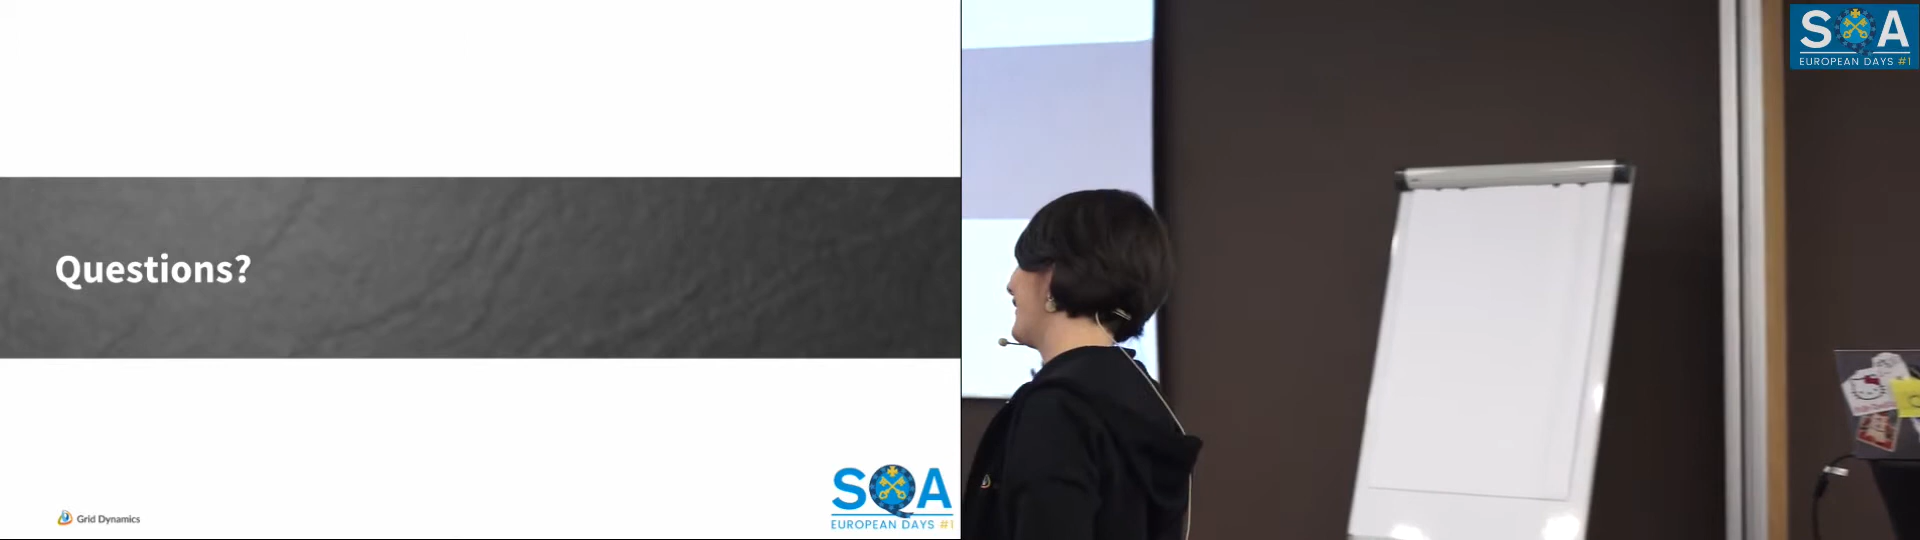 Questions?
Grid Dynamics
SQA
EUROPEAN DAYS #1
SQA
EUROPEAN DAYS #1